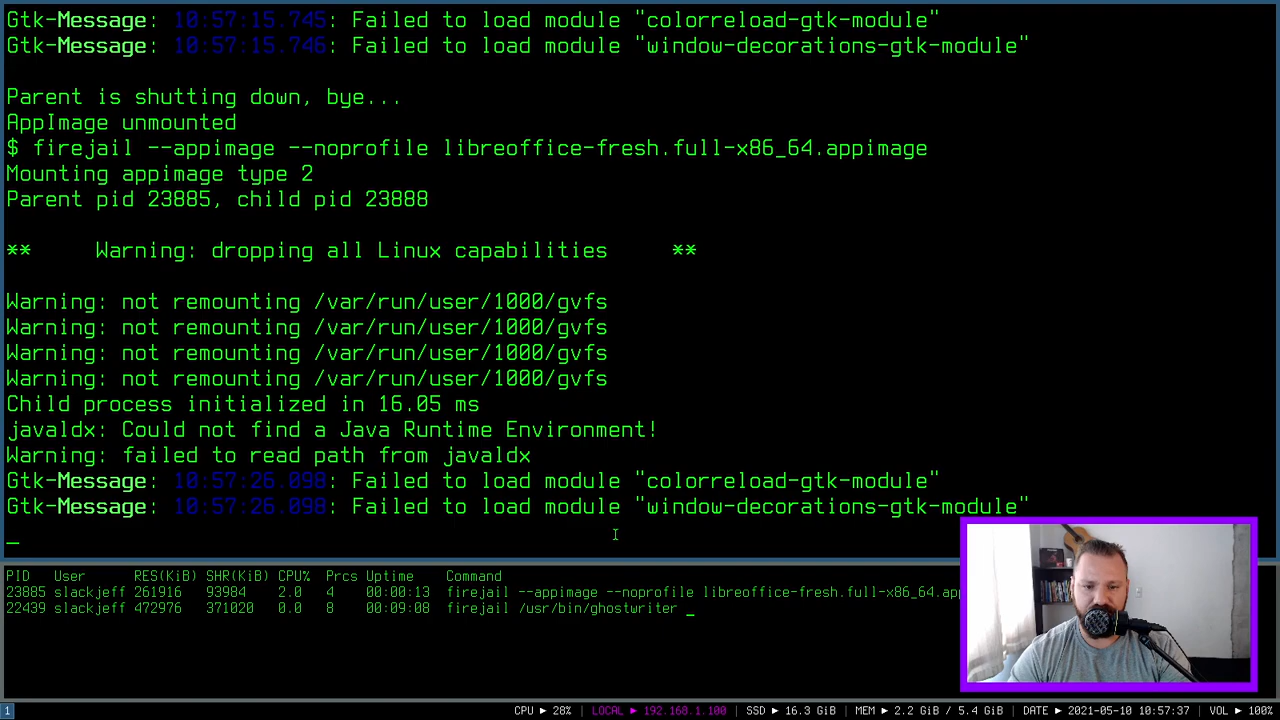 Gtk-Message: 10:57:15.745: Failed to load module "colorreload-gtk-module"
Gtk-Message: 10:57:15.746: Failed to load module "window-decorations-gtk-module"
Parent is shutting down, bye...
AppImage unmounted
$ firejail --appimage --noprofile libreoffice-fresh.full-x86_64.appimage
Mounting appimage type 2
Parent pid 23885, child pid 23888
** Warning: dropping all Linux capabilities **
Warning: not remounting /var/run/user/1000/gvfs
Warning: not remounting /var/run/user/1000/gvfs
Warning: not remounting /var/run/user/1000/gvfs
Warning: not remounting /var/run/user/1000/gvfs
Child process initialized in 16.05 ms
javaldx: Could not find a Java Runtime Environment!
Warning: failed to read path from javaldx
Gtk-Message: 10:57:26.098: Failed to load module "colorreload-gtk-module"
Gtk-Message: 10:57:26.098: Failed to load module "window-decorations-gtk-module"
_
PID User RES(KiB) SHR(KiB) CPU% Prcs Uptime Command
23885 slackjeff 261916 93984 2.0 4 00:00:13 firejail --appimage --noprofile libreoffice-fresh.full-x86_64.app
22439 slackjeff 472976 371020 0.0 8 00:09:08 firejail /usr/bin/ghostwriter _
1 CPU ► 28% | LOCAL ► 192.168.1.100 | SSD ► 16.3 GiB | MEM ► 2.2 GiB / 5.4 GiB | DATE ► 2021-05-10 10:57:37 | VOL ► 100%